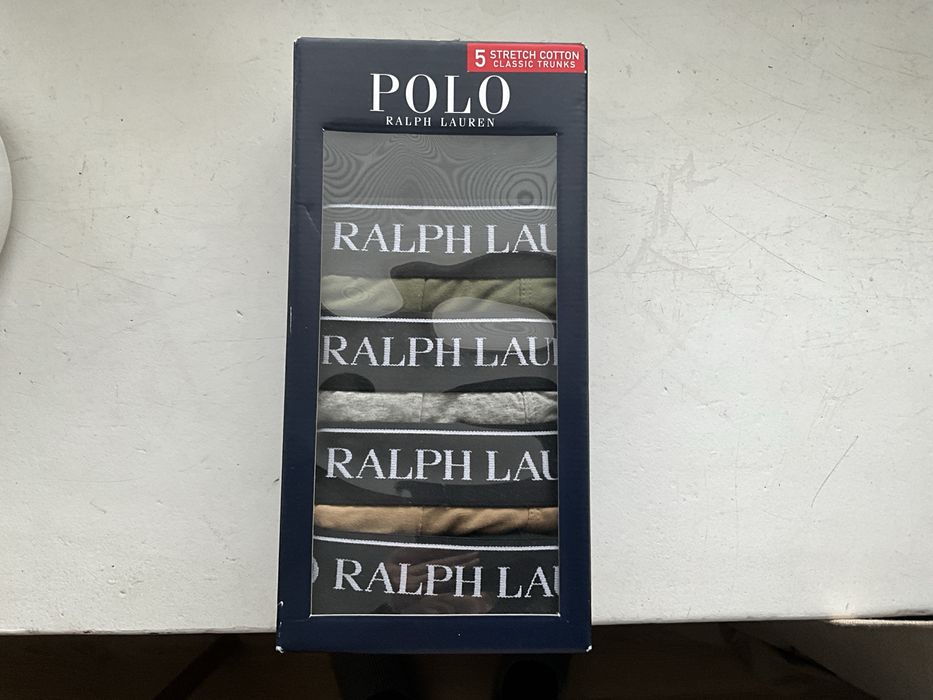 5 STRETCH COTTON
CLASSIC TRUNKS
POLO
RALPH LAUREN
RALPH LAU
RALPH LAU
RALPH LAU
RALPH LAU